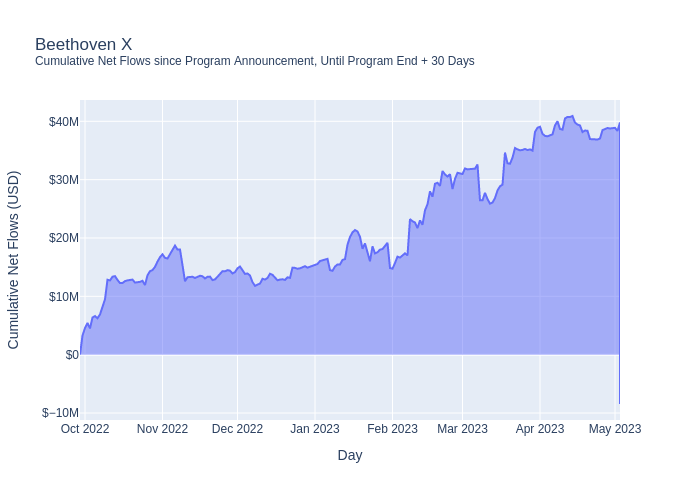 Beethoven X
Cumulative Net Flows since Program Announcement, Until Program End + 30 Days
Cumulative Net Flows (USD)
$40M
$30M
$20M
$10M
$0
$−10M
Oct 2022 Nov 2022 Dec 2022 Jan 2023 Feb 2023 Mar 2023 Apr 2023 May 2023
Day